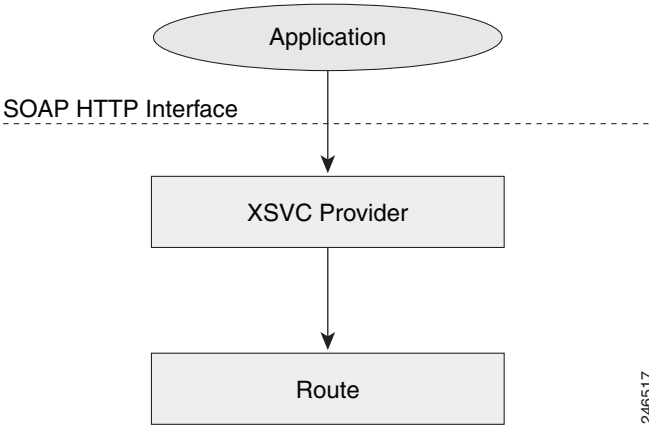 Application
SOAP HTTP Interface
XSVC Provider
Route
246517